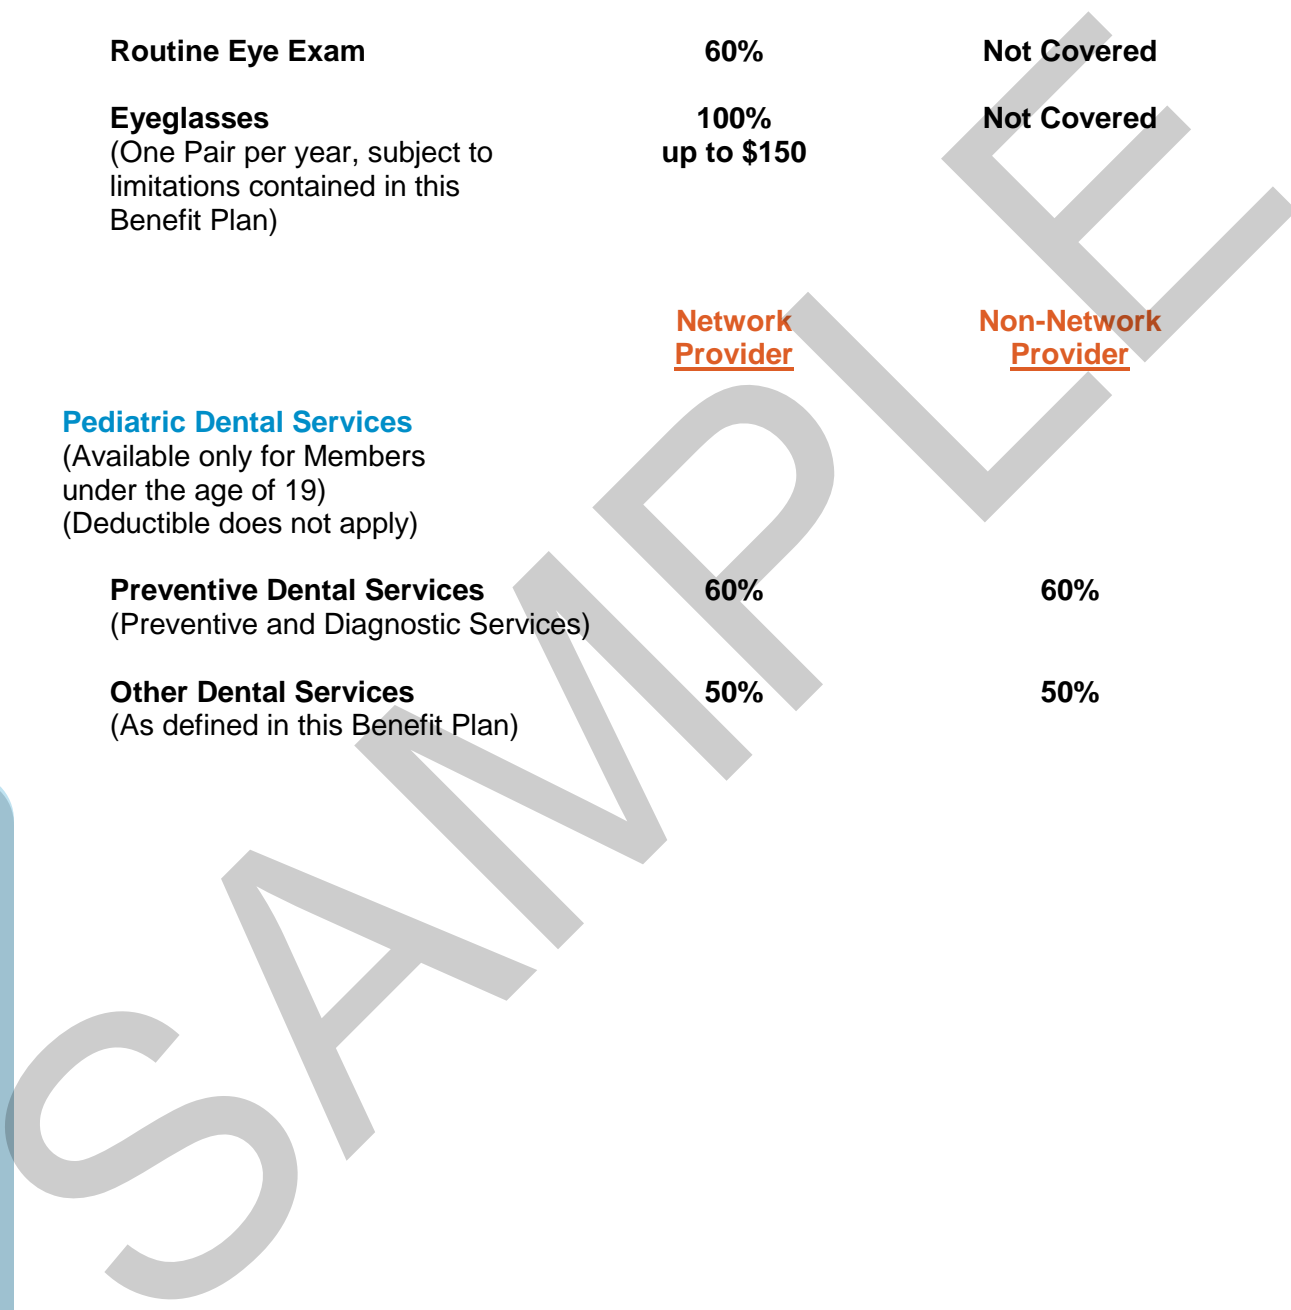 Routine Eye Exam 60% Not Covered
Eyeglasses 100% Not Covered
(One Pair per year, subject to up to $150
limitations contained in this
Benefit Plan)
Network Non-Network
Provider Provider
Pediatric Dental Services
(Available only for Members
under the age of 19)
(Deductible does not apply)
Preventive Dental Services 60% 60%
(Preventive and Diagnostic Services)
Other Dental Services 50% 50%
(As defined in this Benefit Plan)
SAMPLE